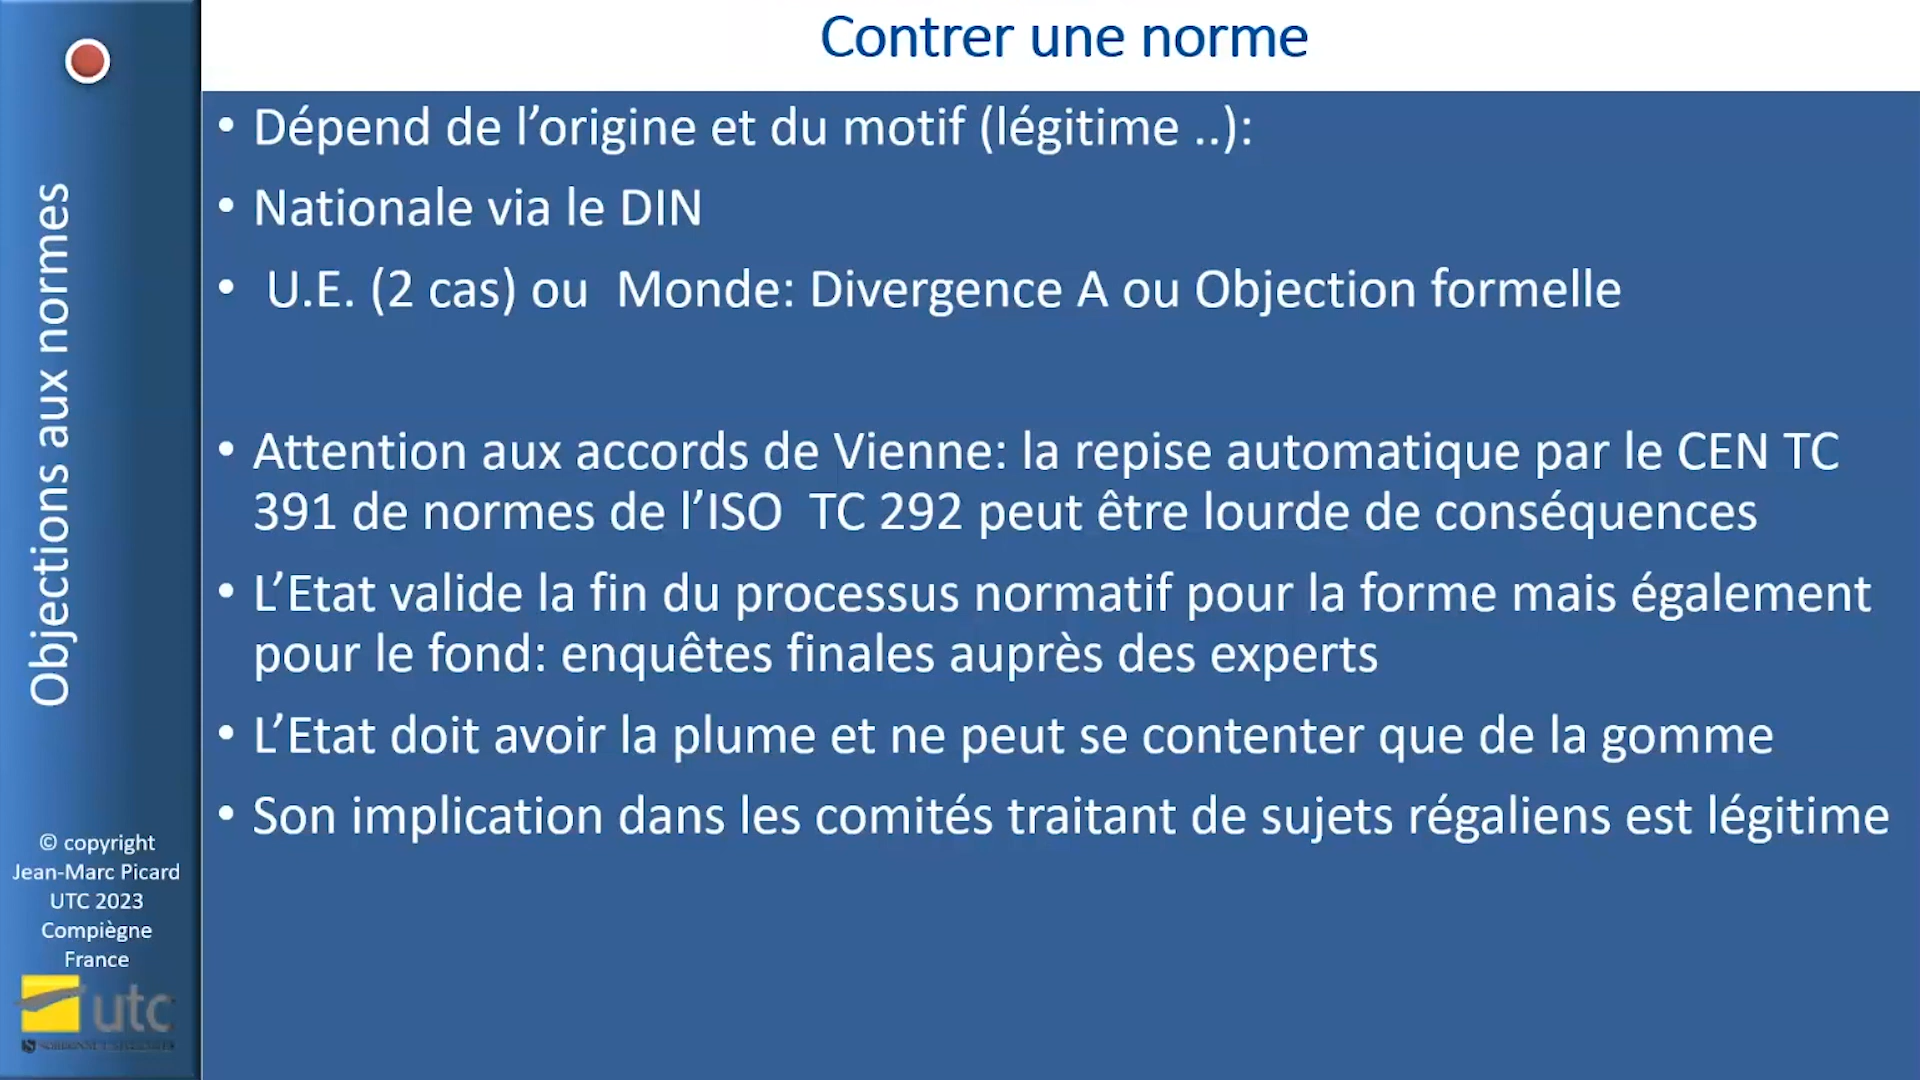 Contrer une norme
• Dépend de l’origine et du motif (légitime ..):
• Nationale via le DIN
• U.E. (2 cas) ou Monde: Divergence A ou Objection formelle
• Attention aux accords de Vienne: la repise automatique par le CEN TC
391 de normes de l’ISO TC 292 peut être lourde de conséquences
• L’Etat valide la fin du processus normatif pour la forme mais également
pour le fond: enquêtes finales auprès des experts
• L’Etat doit avoir la plume et ne peut se contenter que de la gomme
• Son implication dans les comités traitant de sujets régaliens est légitime
Objections aux normes
© copyright
Jean-Marc Picard
UTC 2023
Compiègne
France
utc